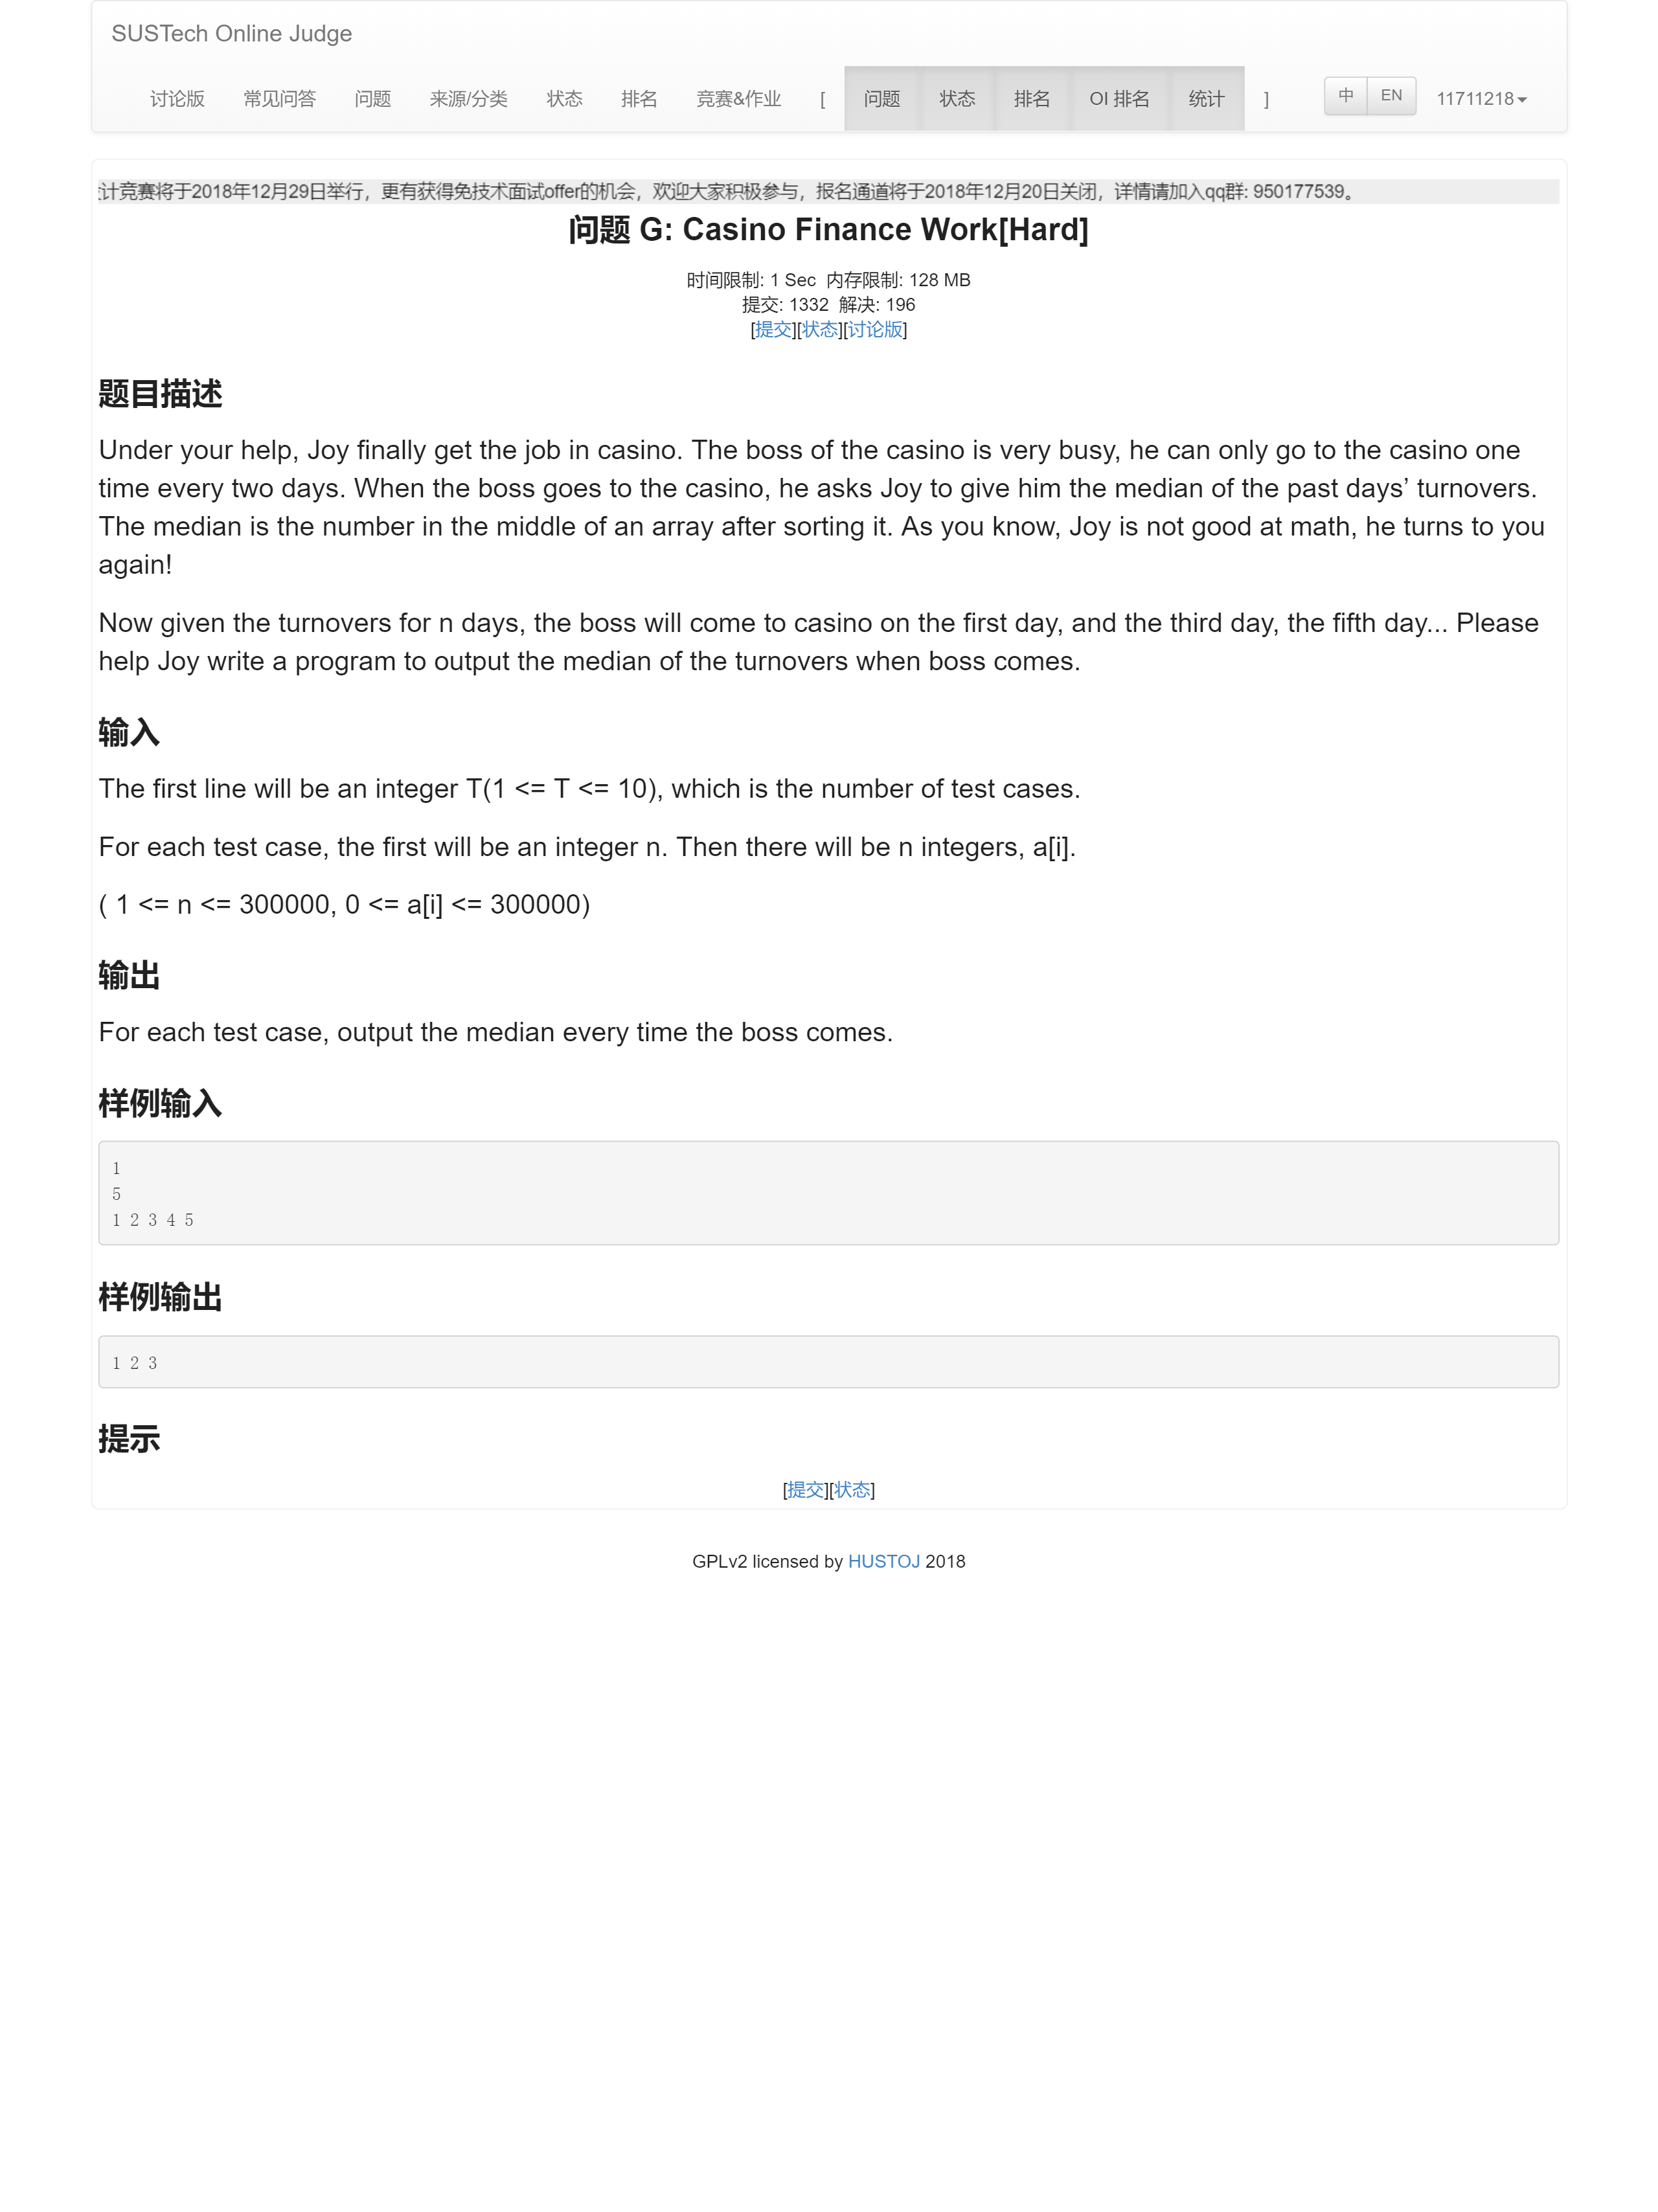 SUSTech Online Judge
讨论版 常见问答 问题 来源/分类 状态 排名 竞赛&作业 [ 问题 状态 排名 OI 排名 统计 ] 中 EN 11711218
计竞赛将于2018年12月29日举行，更有获得免技术面试offer的机会，欢迎大家积极参与，报名通道将于2018年12月20日关闭，详情请加入qq群: 950177539。
问题 G: Casino Finance Work[Hard]
时间限制: 1 Sec 内存限制: 128 MB
提交: 1332 解决: 196
[提交][状态][讨论版]
题目描述
Under your help, Joy finally get the job in casino. The boss of the casino is very busy, he can only go to the casino one
time every two days. When the boss goes to the casino, he asks Joy to give him the median of the past days’ turnovers.
The median is the number in the middle of an array after sorting it. As you know, Joy is not good at math, he turns to you
again!
Now given the turnovers for n days, the boss will come to casino on the first day, and the third day, the fifth day... Please
help Joy write a program to output the median of the turnovers when boss comes.
输入
The first line will be an integer T(1 <= T <= 10), which is the number of test cases.
For each test case, the first will be an integer n. Then there will be n integers, a[i].
( 1 <= n <= 300000, 0 <= a[i] <= 300000)
输出
For each test case, output the median every time the boss comes.
样例输入
1
5
1 2 3 4 5
样例输出
1 2 3
提示
[提交][状态]
GPLv2 licensed by HUSTOJ 2018